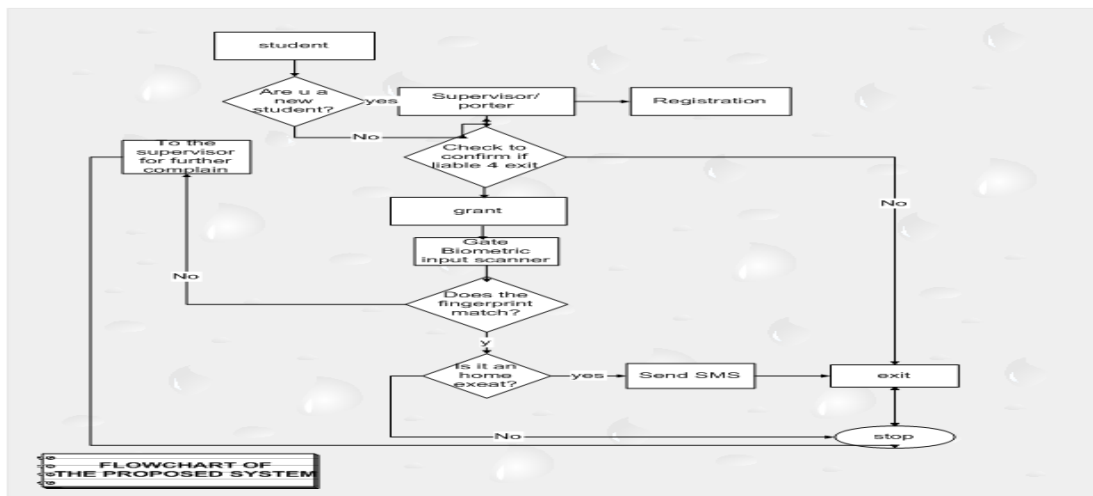 student
Are u a
new
student?
yes
Supervisor/
porter
Registration
No
To the
supervisor
for further
complain
Check to
confirm if
liable 4 exit
No
grant
Gate
Biometric
input scanner
No
Does the
fingerprint
match?
y
Is it an
home
exeat?
yes
Send SMS
exit
No
stop
FLOWCHART OF
THE PROPOSED SYSTEM